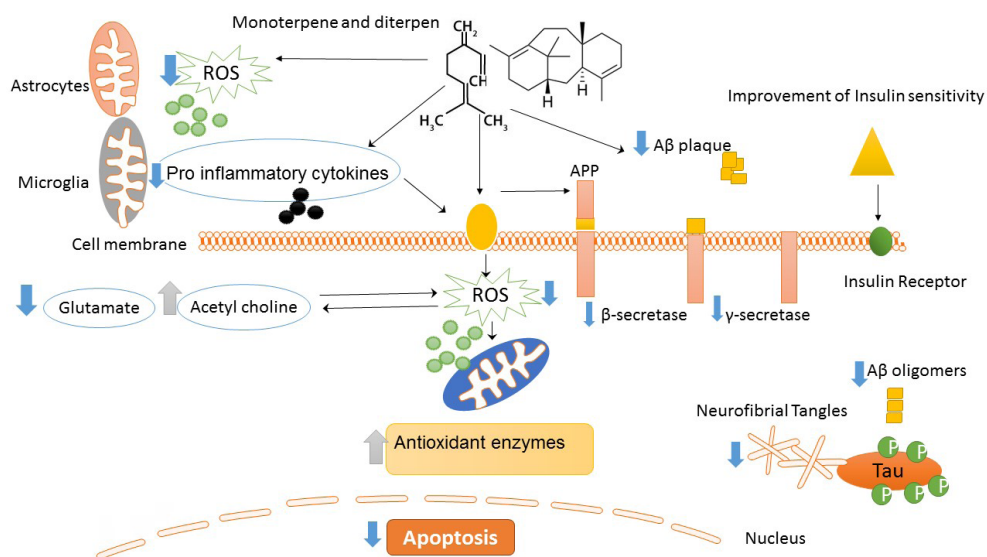 Monoterpene and diterpen
CH₂
CH
H₃C
CH₃
H
H
ROS
Astrocytes
Improvement of Insulin sensitivity
Aβ plaque
Microglia
Pro inflammatory cytokines
APP
Cell membrane
Insulin Receptor
Glutamate
Acetyl choline
ROS
β-secretase
γ-secretase
Aβ oligomers
Neurofibrial Tangles
Antioxidant enzymes
P
P
Tau
P
P
P
Apoptosis
Nucleus